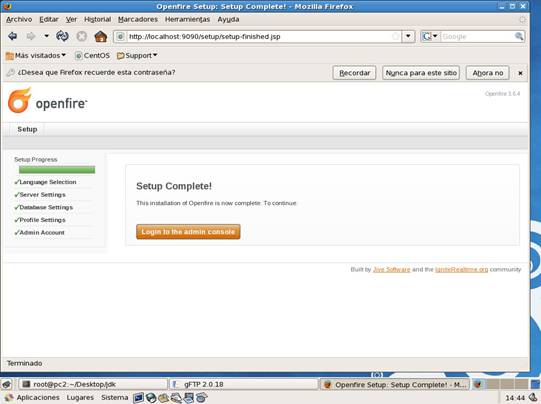 Openfire Setup: Setup Complete! - Mozilla Firefox
Archivo Editar Ver Historial Marcadores Herramientas Ayuda
http://localhost:9090/setup/setup-finished.jsp
Google
Más visitados CentOS Support
¿Desea que Firefox recuerde esta contraseña? Recordar Nunca para este sitio Ahora no
openfire
Openfire 3.6.4
Setup
Setup Progress
Language Selection
Server Settings
Database Settings
Profile Settings
Admin Account
Setup Complete!
This installation of Openfire is now complete. To continue:
Login to the admin console
Built by Jive Software and the IgniteRealtime.org community
Terminado
root@pc2:~/Desktop/jdk gFTP 2.0.18 Openfire Setup: Setup Complete! - M...
Aplicaciones Lugares Sistema 14:44